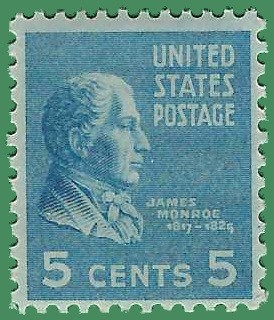 UNITED
STATES
POSTAGE
JAMES
MONROE
1817-1825
5 CENTS 5